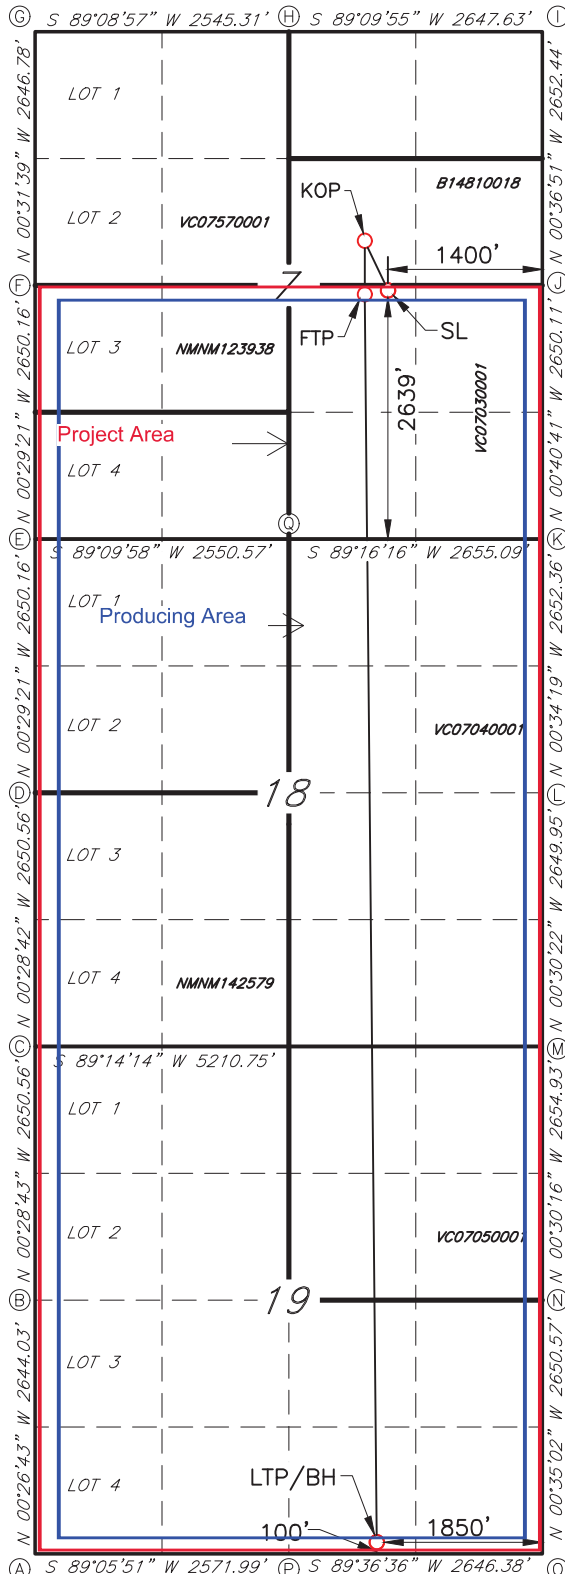 G S 89°08'57" W 2545.31' H S 89°09'55" W 2647.63' I
N 00°31'39" W 2646.78'
N 00°36'51" W 2652.44'
LOT 1
B14810018
KOP
LOT 2 VC07570001
1400'
F 7 J
FTP SL
N 00°29'21" W 2650.16'
N 00°40'41" W 2650.11'
LOT 3 NMNM123938
2639'
VC07030001
Project Area
LOT 4
Q
E S 89°09'58" W 2550.57' S 89°16'16" W 2655.09' K
N 00°29'21" W 2650.16'
N 00°34'19" W 2652.36'
LOT 1
Producing Area
LOT 2 VC07040001
D 18 L
N 00°28'42" W 2650.56'
N 00°30'22" W 2649.95'
LOT 3
LOT 4 NMNM142579
C S 89°14'14" W 5210.75' M
N 00°28'43" W 2650.56'
N 00°30'16" W 2654.93'
LOT 1
LOT 2 VC07050001
B 19 N
N 00°26'43" W 2644.03'
N 00°35'02" W 2650.57'
LOT 3
LOT 4 LTP/BH
100' 1850'
A S 89°05'51" W 2571.99' P S 89°36'36" W 2646.38' O